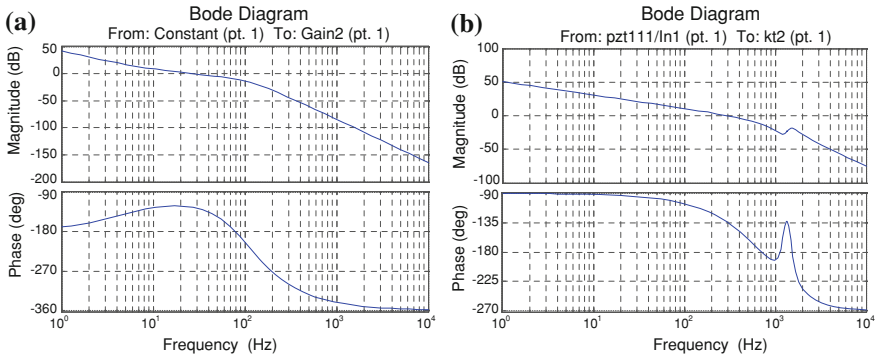 (a)
Bode Diagram
From: Constant (pt. 1) To: Gain2 (pt. 1)
Magnitude (dB)
50
0
-50
-100
-150
-200
Phase (deg)
-90
-180
-270
-360
10^0
10^1
10^2
10^3
10^4
Frequency (Hz)
(b)
Bode Diagram
From: pzt111/In1 (pt. 1) To: kt2 (pt. 1)
Magnitude (dB)
100
50
0
-50
-100
Phase (deg)
-90
-135
-180
-225
-270
10^0
10^1
10^2
10^3
10^4
Frequency (Hz)